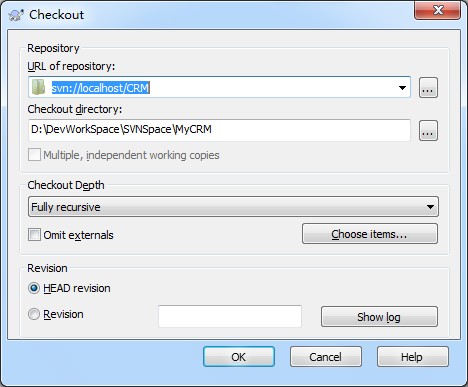 Checkout
Repository
URL of repository:
svn://localhost/CRM
...
Checkout directory:
D:\DevWorkSpace\SVNSpace\MyCRM
...
Multiple, independent working copies
Checkout Depth
Fully recursive
Omit externals
Choose items...
Revision
HEAD revision
Revision
Show log
OK
Cancel
Help